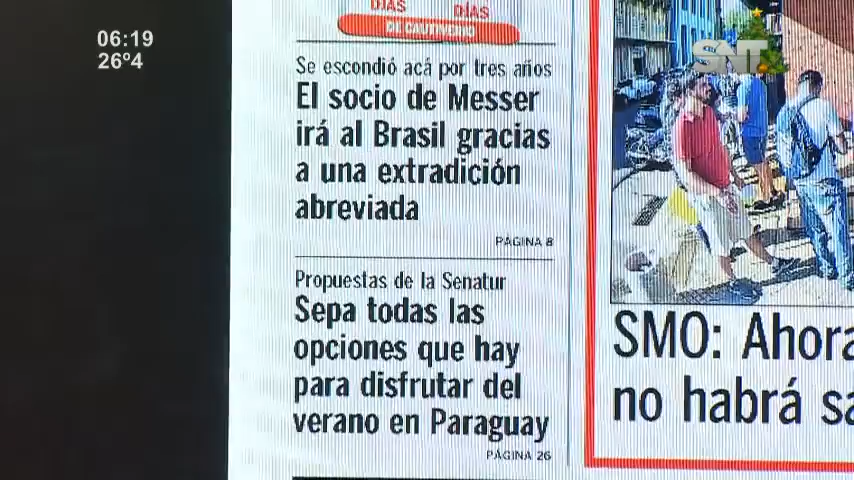 06:19
26°4
DÍAS DÍAS
DE CAUTIVERIO
SNT
Se escondió acá por tres años
El socio de Messer
irá al Brasil gracias
a una extradición
abreviada
PÁGINA 8
Propuestas de la Senatur
Sepa todas las
opciones que hay
para disfrutar del
verano en Paraguay
PÁGINA 26
SMO: Ahora
no habrá